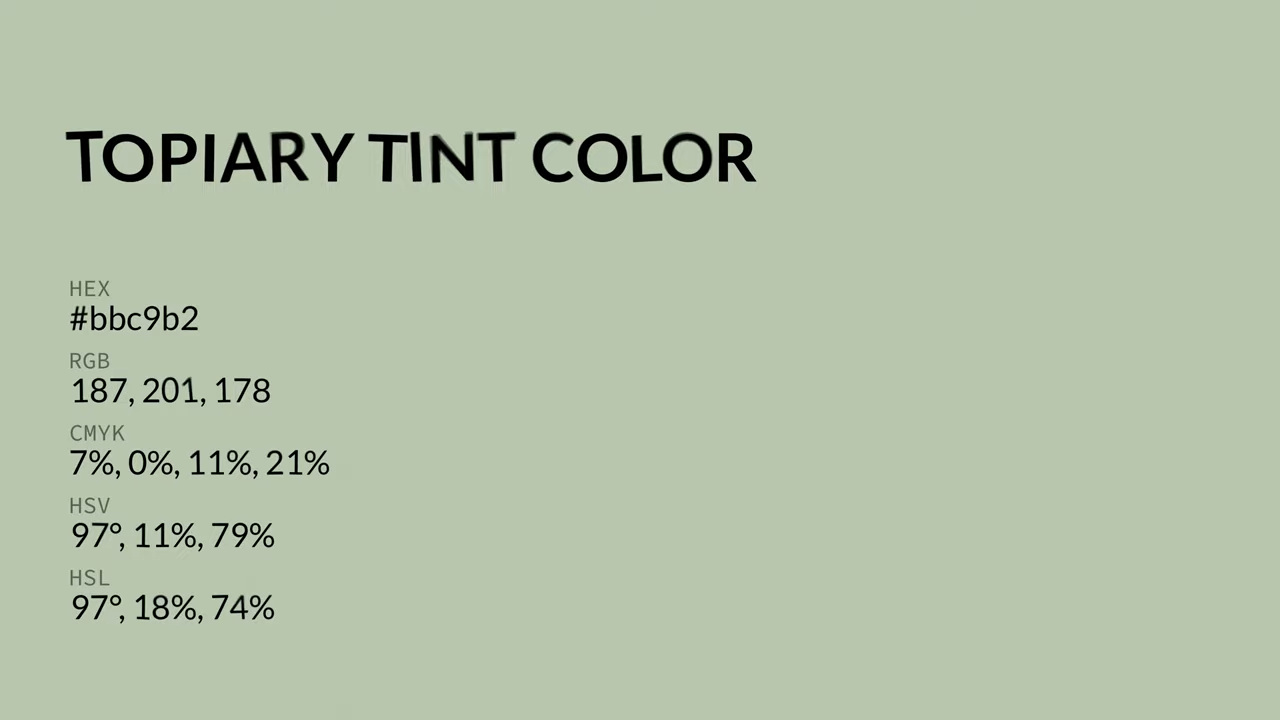 TOPIARY TINT COLOR
HEX
#bbc9b2
RGB
187, 201, 178
CMYK
7%, 0%, 11%, 21%
HSV
97°, 11%, 79%
HSL
97°, 18%, 74%